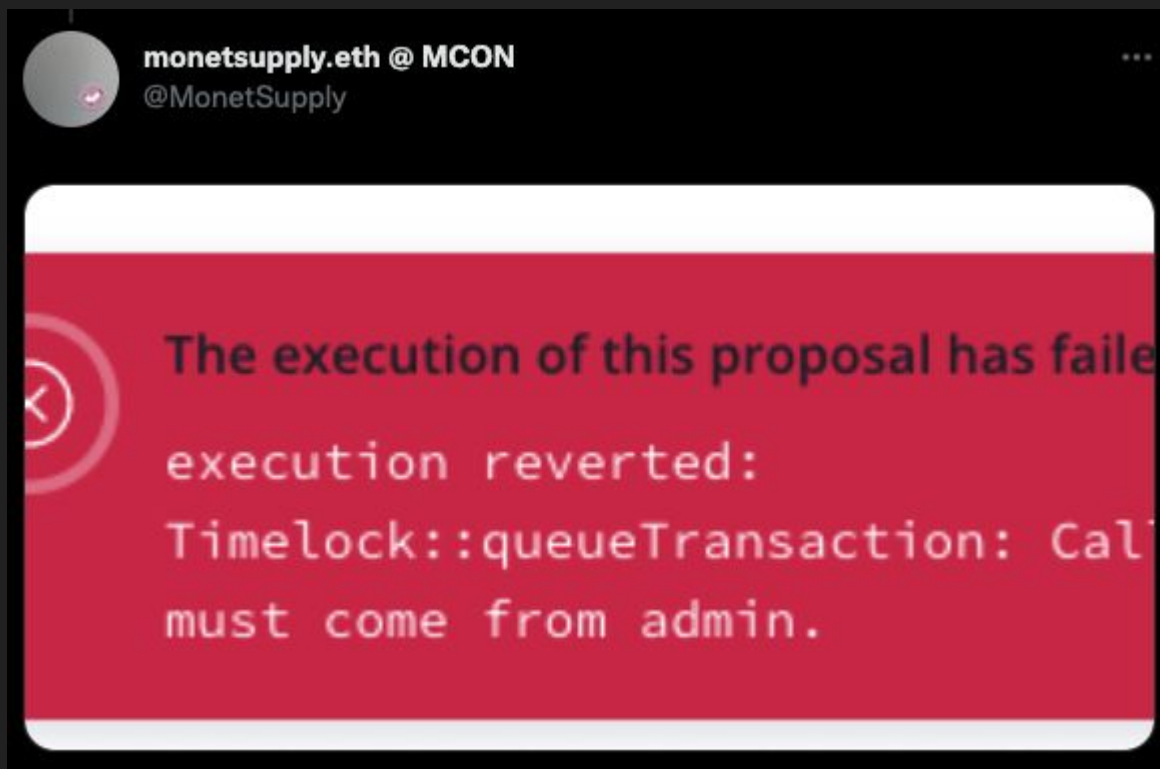 monetsupply.eth @ MCON
@MonetSupply
The execution of this proposal has faile
execution reverted:
Timelock::queueTransaction: Cal
must come from admin.